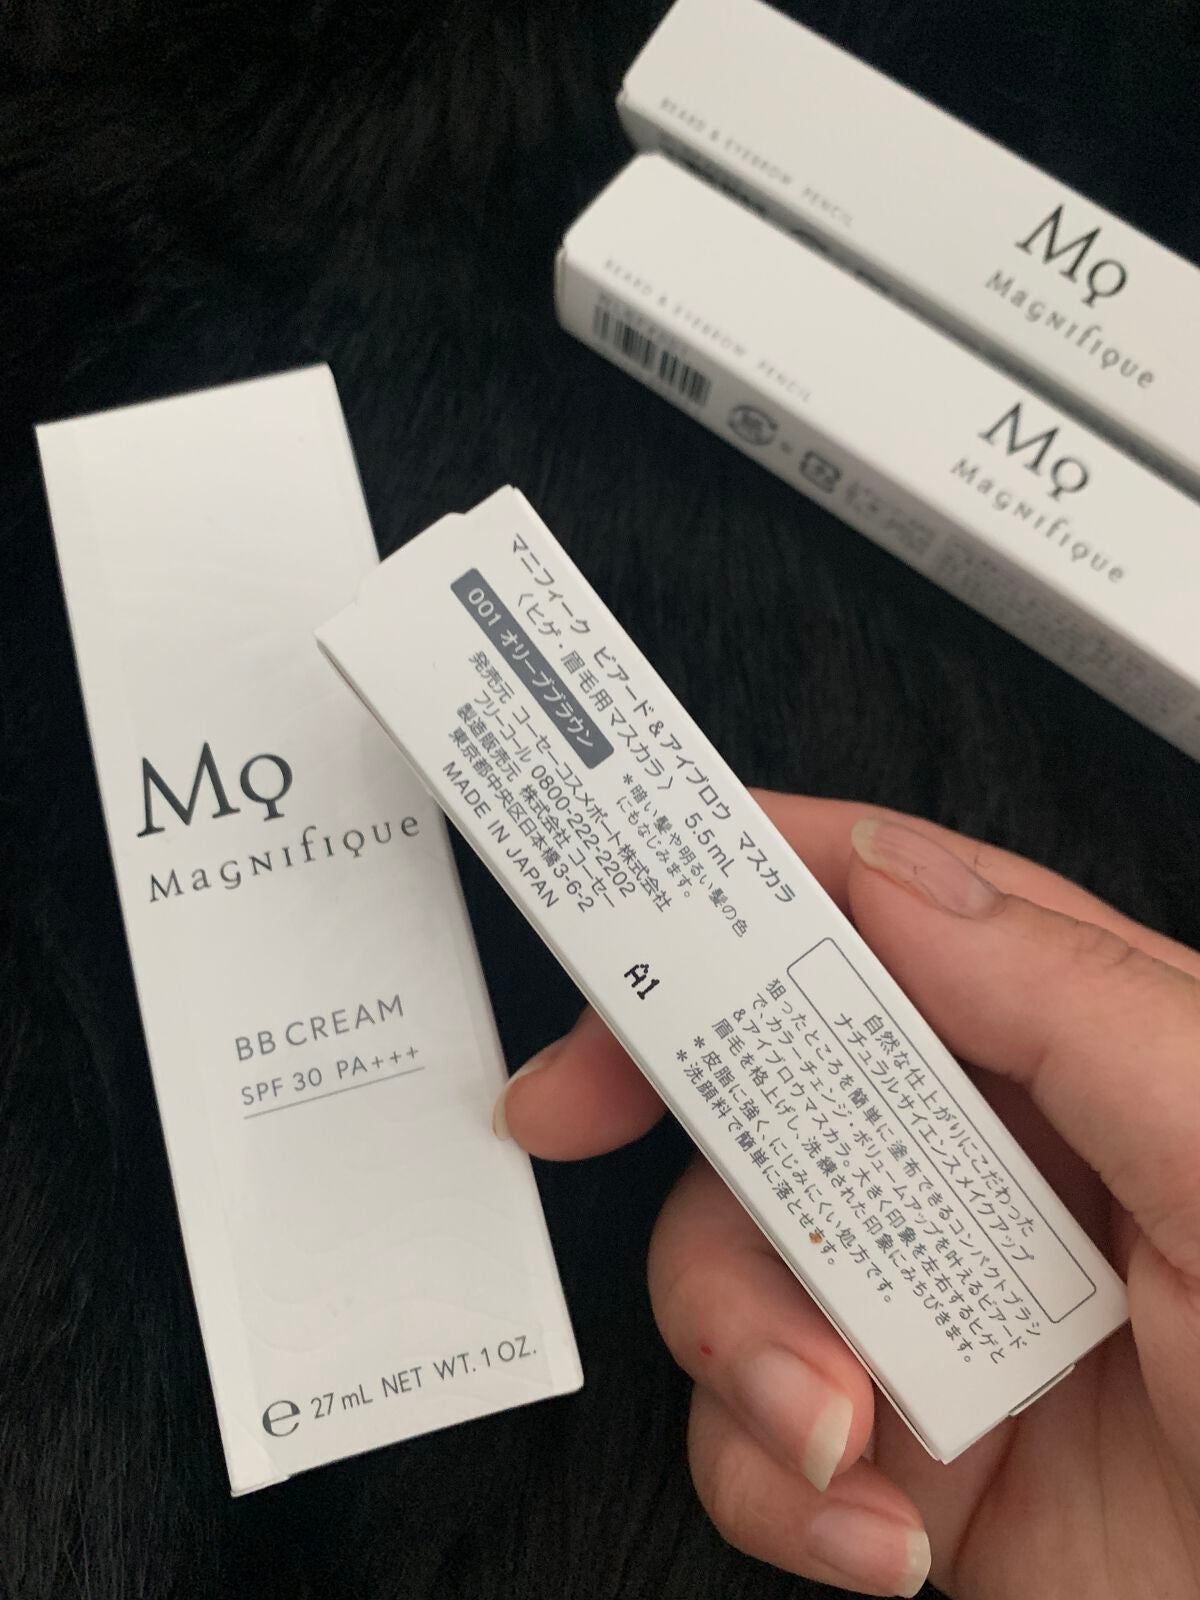 BEARD & EYEBROW PENCIL
MQ
MaGNIfIQue
BEARD & EYEBROW PENCIL
MQ
MaGNIfIQue
MQ
MaGNIfIQue
BB CREAM
SPF 30 PA+++
e 27 mL NET WT. 1 OZ.
マニフィーク ビアード&アイブロウ マスカラ
〈ヒゲ・眉毛用マスカラ〉 5.5mL
001 オリーブブラウン
*暗い髪や明るい髪の色
にもなじみます。
発売元 コーセーコスメポート株式会社
フリーコール 0800-222-2202
製造販売元 株式会社 コーセー
東京都中央区日本橋3-6-2
MADE IN JAPAN
A1
自然な仕上がりにこだわった
ナチュラルサイエンスメイクアップ
狙ったところを簡単に塗布できるコンパクトブラシ
で、カラーチェンジ・ボリュームアップを叶えるビアード
&アイブロウマスカラ。大きく印象を左右するヒゲと
眉毛を格上げし、洗練された印象にみちびきます。
*皮脂に強く、にじみにくい処方です。
*洗顔料で簡単に落とせます。